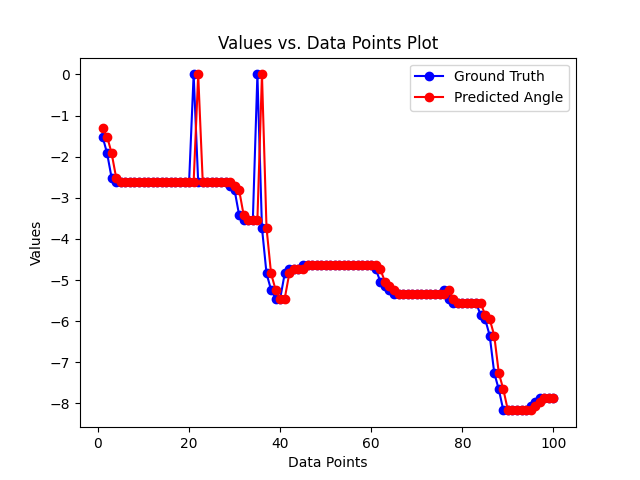 Values vs. Data Points Plot
Ground Truth
Predicted Angle
Values
0
−1
−2
−3
−4
−5
−6
−7
−8
0 20 40 60 80 100
Data Points